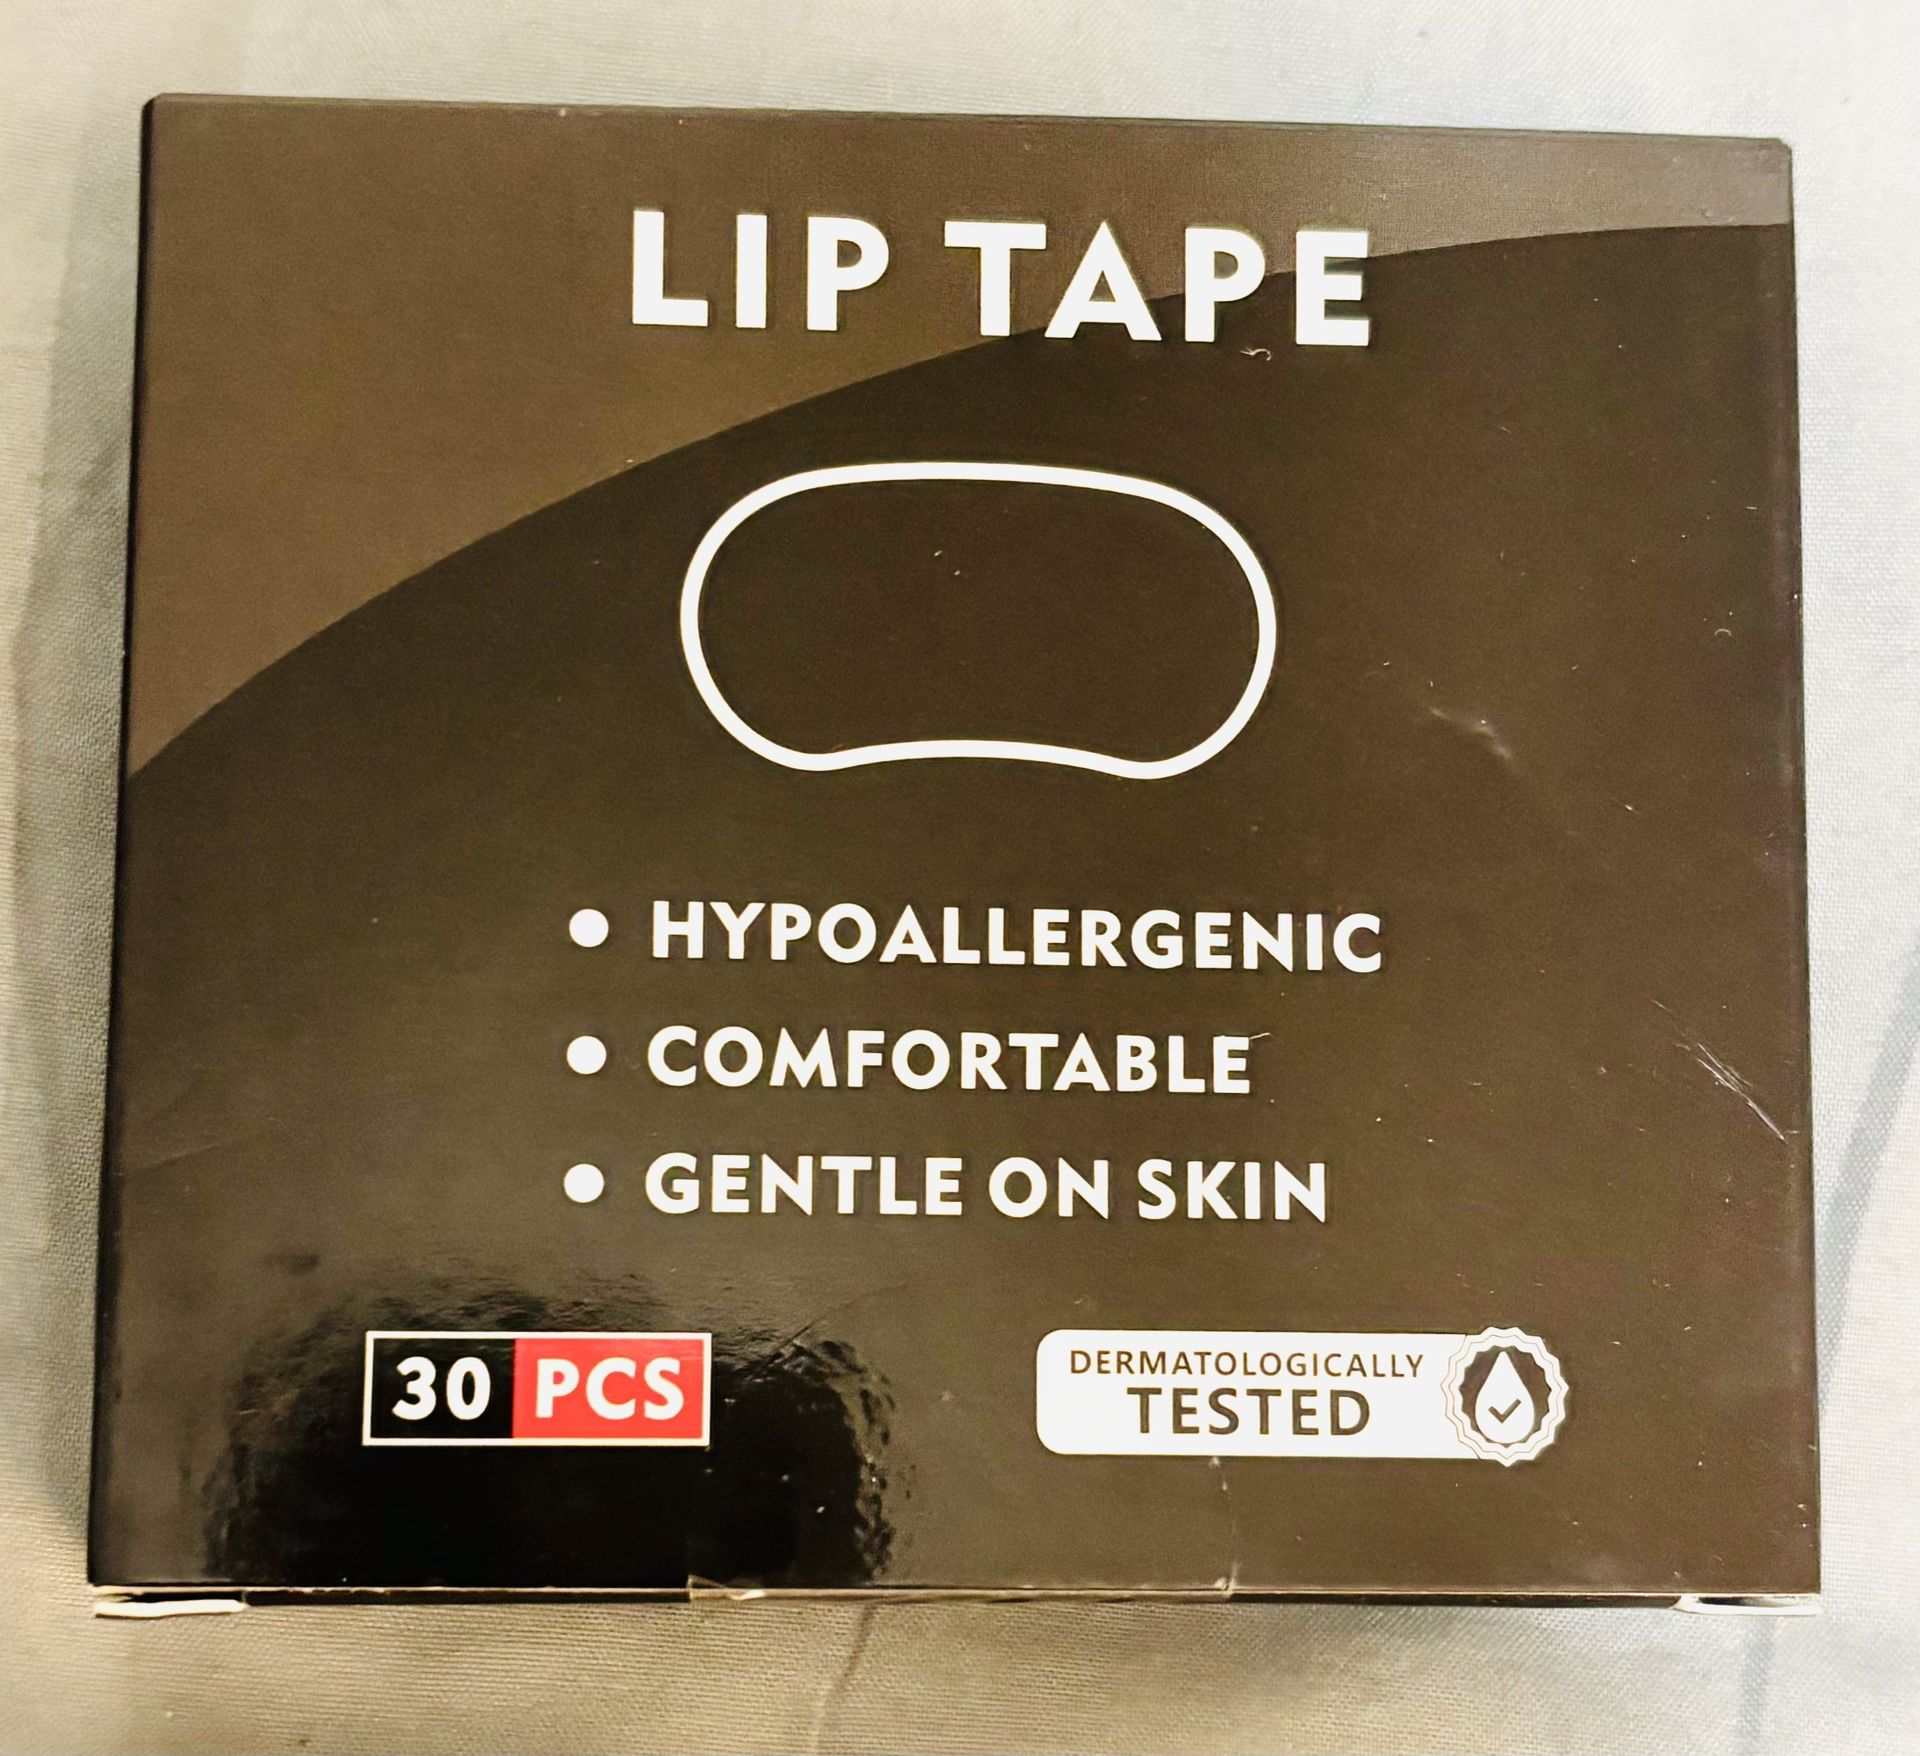 LIP TAPE
• HYPOALLERGENIC
• COMFORTABLE
• GENTLE ON SKIN
30 PCS
DERMATOLOGICALLY
TESTED